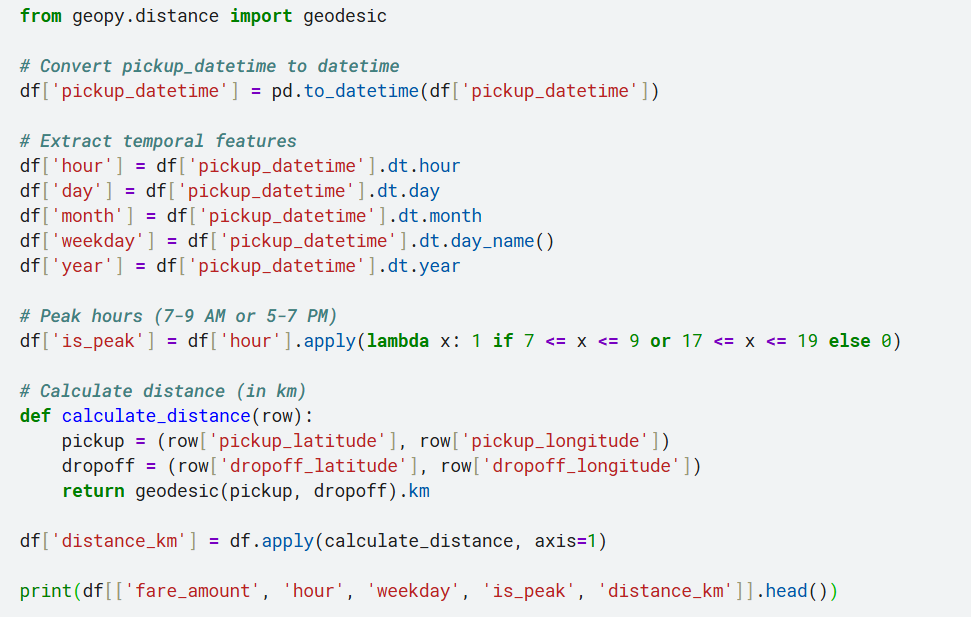 from geopy.distance import geodesic
# Convert pickup_datetime to datetime
df['pickup_datetime'] = pd.to_datetime(df['pickup_datetime'])
# Extract temporal features
df['hour'] = df['pickup_datetime'].dt.hour
df['day'] = df['pickup_datetime'].dt.day
df['month'] = df['pickup_datetime'].dt.month
df['weekday'] = df['pickup_datetime'].dt.day_name()
df['year'] = df['pickup_datetime'].dt.year
# Peak hours (7-9 AM or 5-7 PM)
df['is_peak'] = df['hour'].apply(lambda x: 1 if 7 <= x <= 9 or 17 <= x <= 19 else 0)
# Calculate distance (in km)
def calculate_distance(row):
    pickup = (row['pickup_latitude'], row['pickup_longitude'])
    dropoff = (row['dropoff_latitude'], row['dropoff_longitude'])
    return geodesic(pickup, dropoff).km
df['distance_km'] = df.apply(calculate_distance, axis=1)
print(df[['fare_amount', 'hour', 'weekday', 'is_peak', 'distance_km']].head())